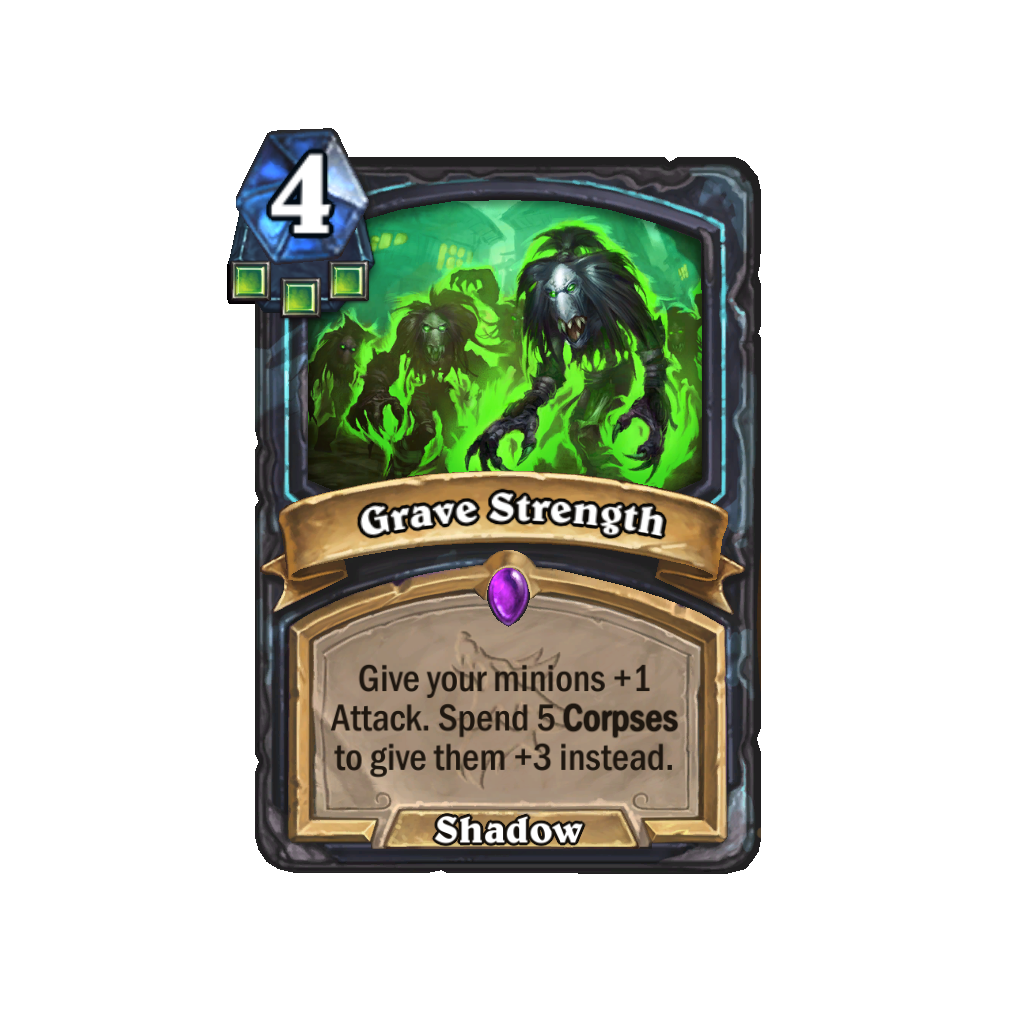 4
Grave Strength
Give your minions +1
Attack. Spend 5 Corpses
to give them +3 instead.
Shadow